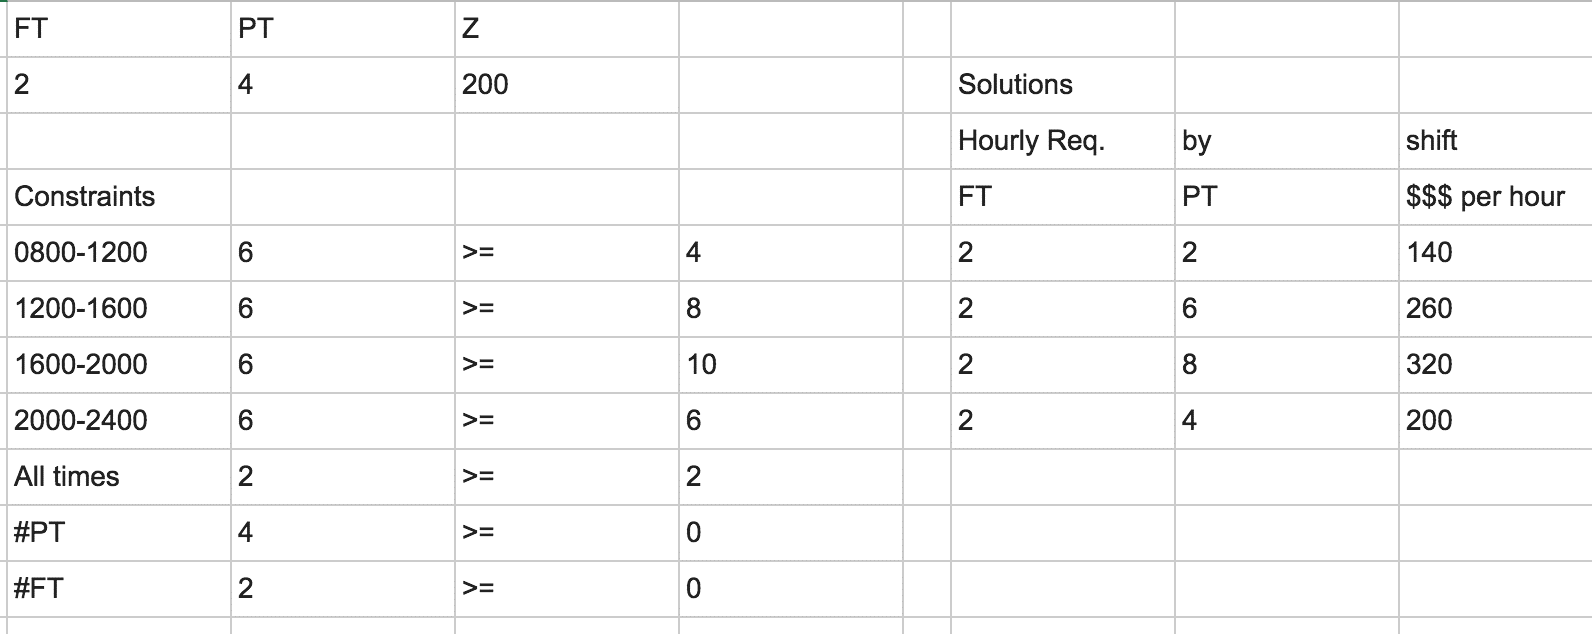 FT PT Z
2 4 200 Solutions
Hourly Req. by shift
Constraints FT PT $$$ per hour
0800-1200 6 >= 4 2 2 140
1200-1600 6 >= 8 2 6 260
1600-2000 6 >= 10 2 8 320
2000-2400 6 >= 6 2 4 200
All times 2 >= 2
#PT 4 >= 0
#FT 2 >= 0